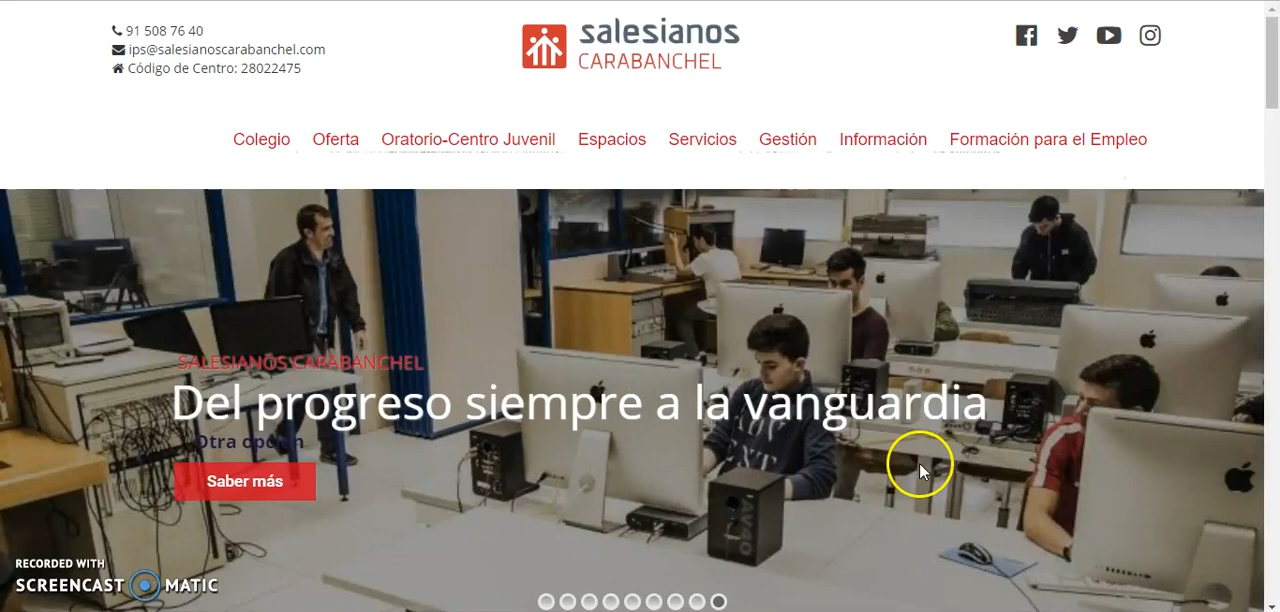 91 508 76 40
ips@salesianoscarabanchel.com
Código de Centro: 28022475
salesianos
CARABANCHEL
Colegio Oferta Oratorio-Centro Juvenil Espacios Servicios Gestión Información Formación para el Empleo
SALESIANOS CARABANCHEL
Del progreso siempre a la vanguardia
Otra opción
Saber más
RECORDED WITH
SCREENCAST MATIC